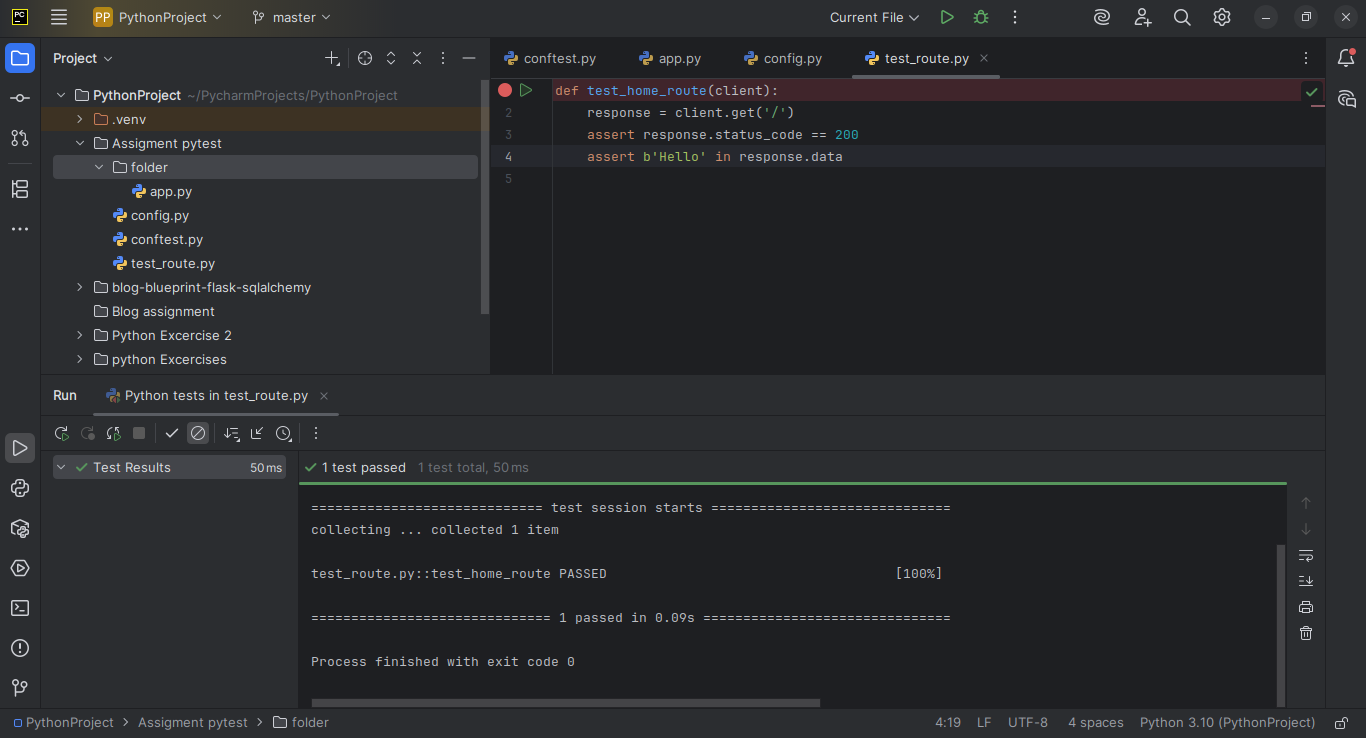 PC
PP PythonProject master Current File
Project
conftest.py app.py config.py test_route.py
PythonProject ~/PycharmProjects/PythonProject
.venv
Assigment pytest
folder
app.py
config.py
conftest.py
test_route.py
blog-blueprint-flask-sqlalchemy
Blog assignment
Python Excercise 2
python Excercises
def test_home_route(client):
2 response = client.get('/')
3 assert response.status_code == 200
4 assert b'Hello' in response.data
5
Run Python tests in test_route.py
Test Results 50 ms
1 test passed 1 test total, 50 ms
============================= test session starts ==============================
collecting ... collected 1 item
test_route.py::test_home_route PASSED [100%]
============================== 1 passed in 0.09s ===============================
Process finished with exit code 0
PythonProject > Assigment pytest > folder 4:19 LF UTF-8 4 spaces Python 3.10 (PythonProject)